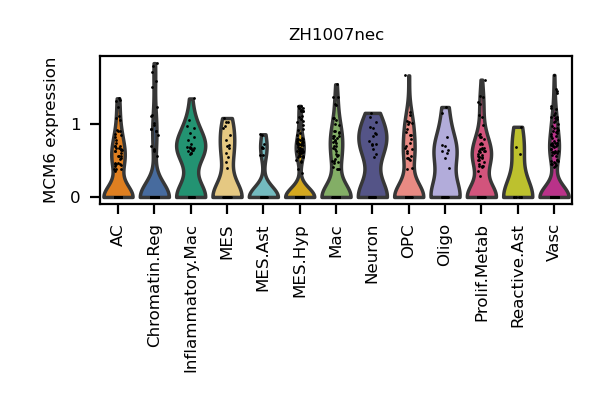 ZH1007nec
MCM6 expression
1
0
AC
Chromatin.Reg
Inflammatory.Mac
MES
MES.Ast
MES.Hyp
Mac
Neuron
OPC
Oligo
Prolif.Metab
Reactive.Ast
Vasc